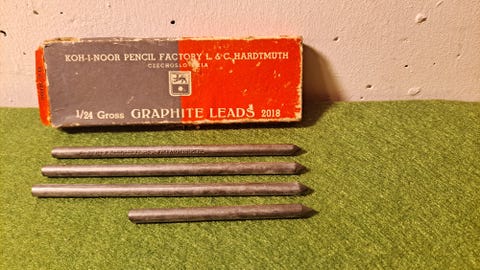 KOH-I-NOOR PENCIL FACTORY L. & C. HARDTMUTH
CZECHOSLOVAKIA
1/24 Gross GRAPHITE LEADS 2018